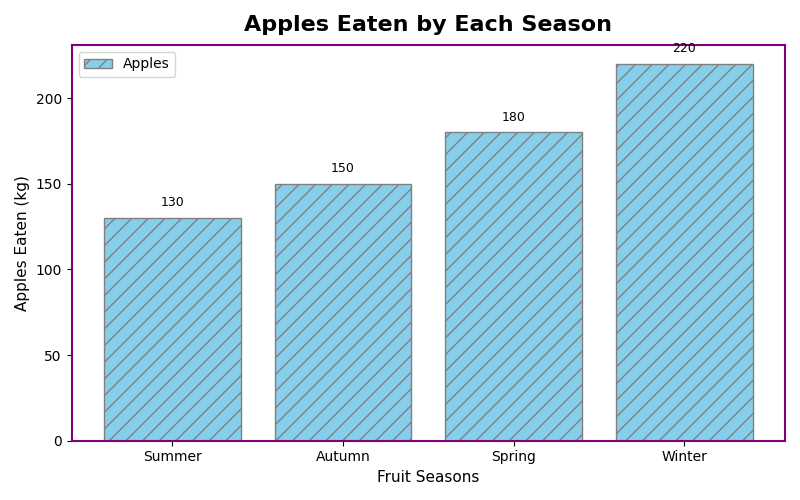 Apples Eaten by Each Season
Apples
220
180
150
130
200
150
100
50
0
Apples Eaten (kg)
Summer Autumn Spring Winter
Fruit Seasons